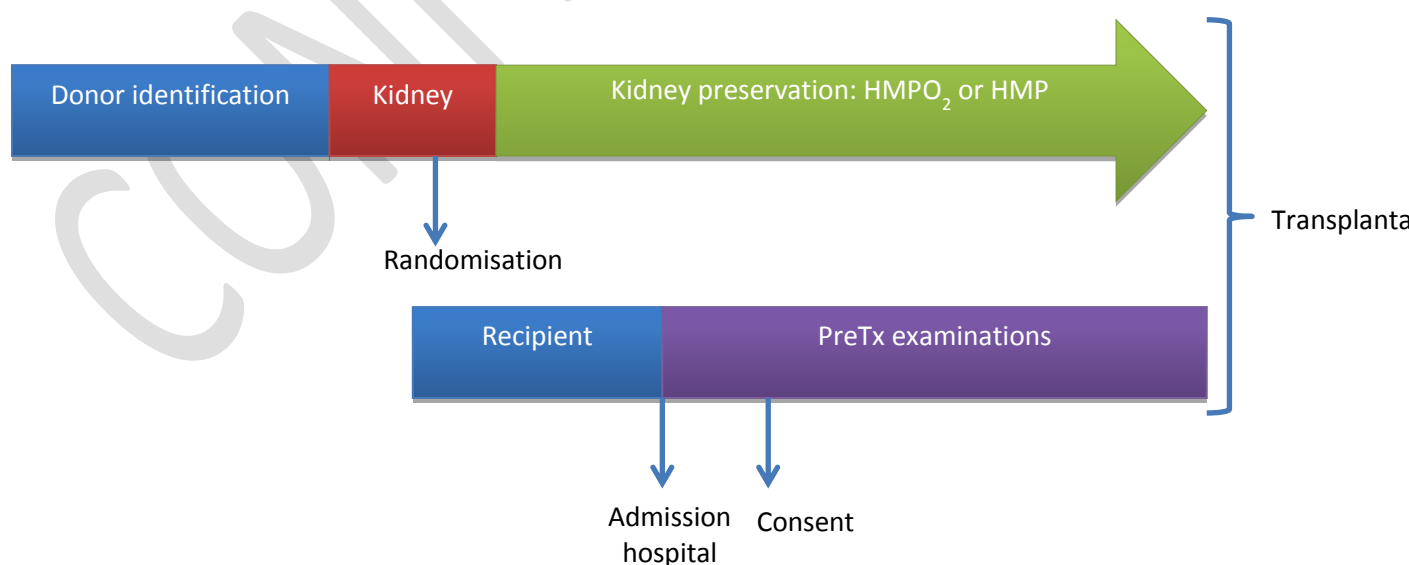 Donor identification
Kidney
Kidney preservation: HMPO₂ or HMP
Randomisation
Transplanta
Recipient
PreTx examinations
Admission
hospital
Consent